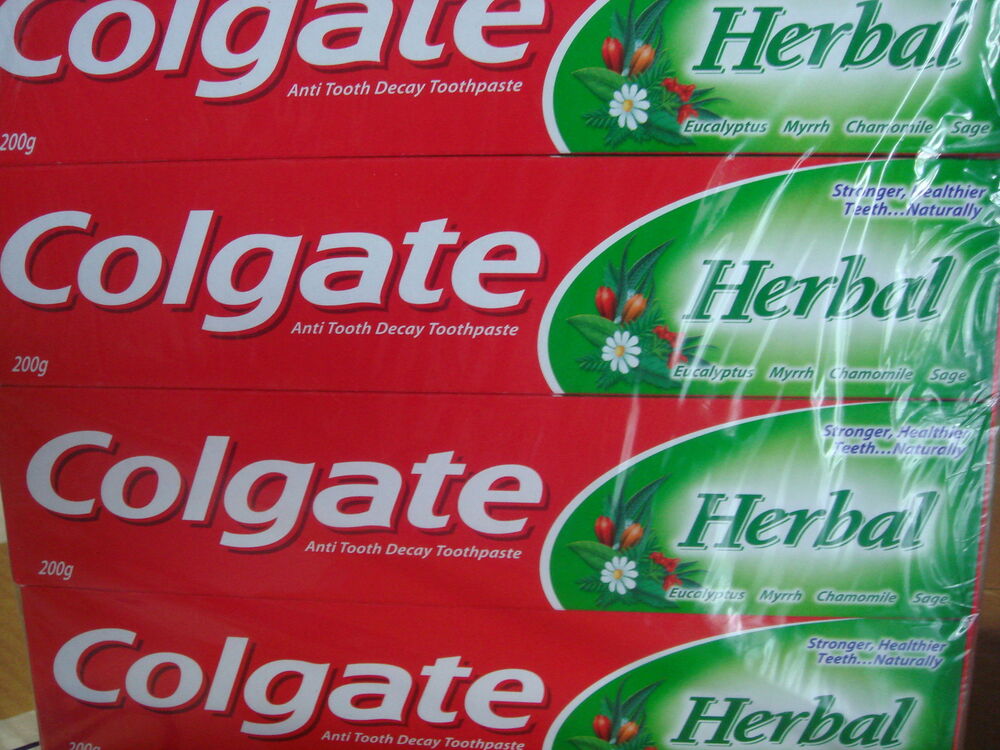 Colgate Herbal
Anti Tooth Decay Toothpaste
200g
Eucalyptus Myrrh Chamomile Sage
Stronger, Healthier
Teeth...Naturally
Colgate Herbal
Anti Tooth Decay Toothpaste
200g
Eucalyptus Myrrh Chamomile Sage
Stronger, Healthier
Teeth...Naturally
Colgate Herbal
Anti Tooth Decay Toothpaste
200g
Eucalyptus Myrrh Chamomile Sage
Stronger, Healthier
Teeth...Naturally
Colgate Herbal
Anti Tooth Decay Toothpaste
200g